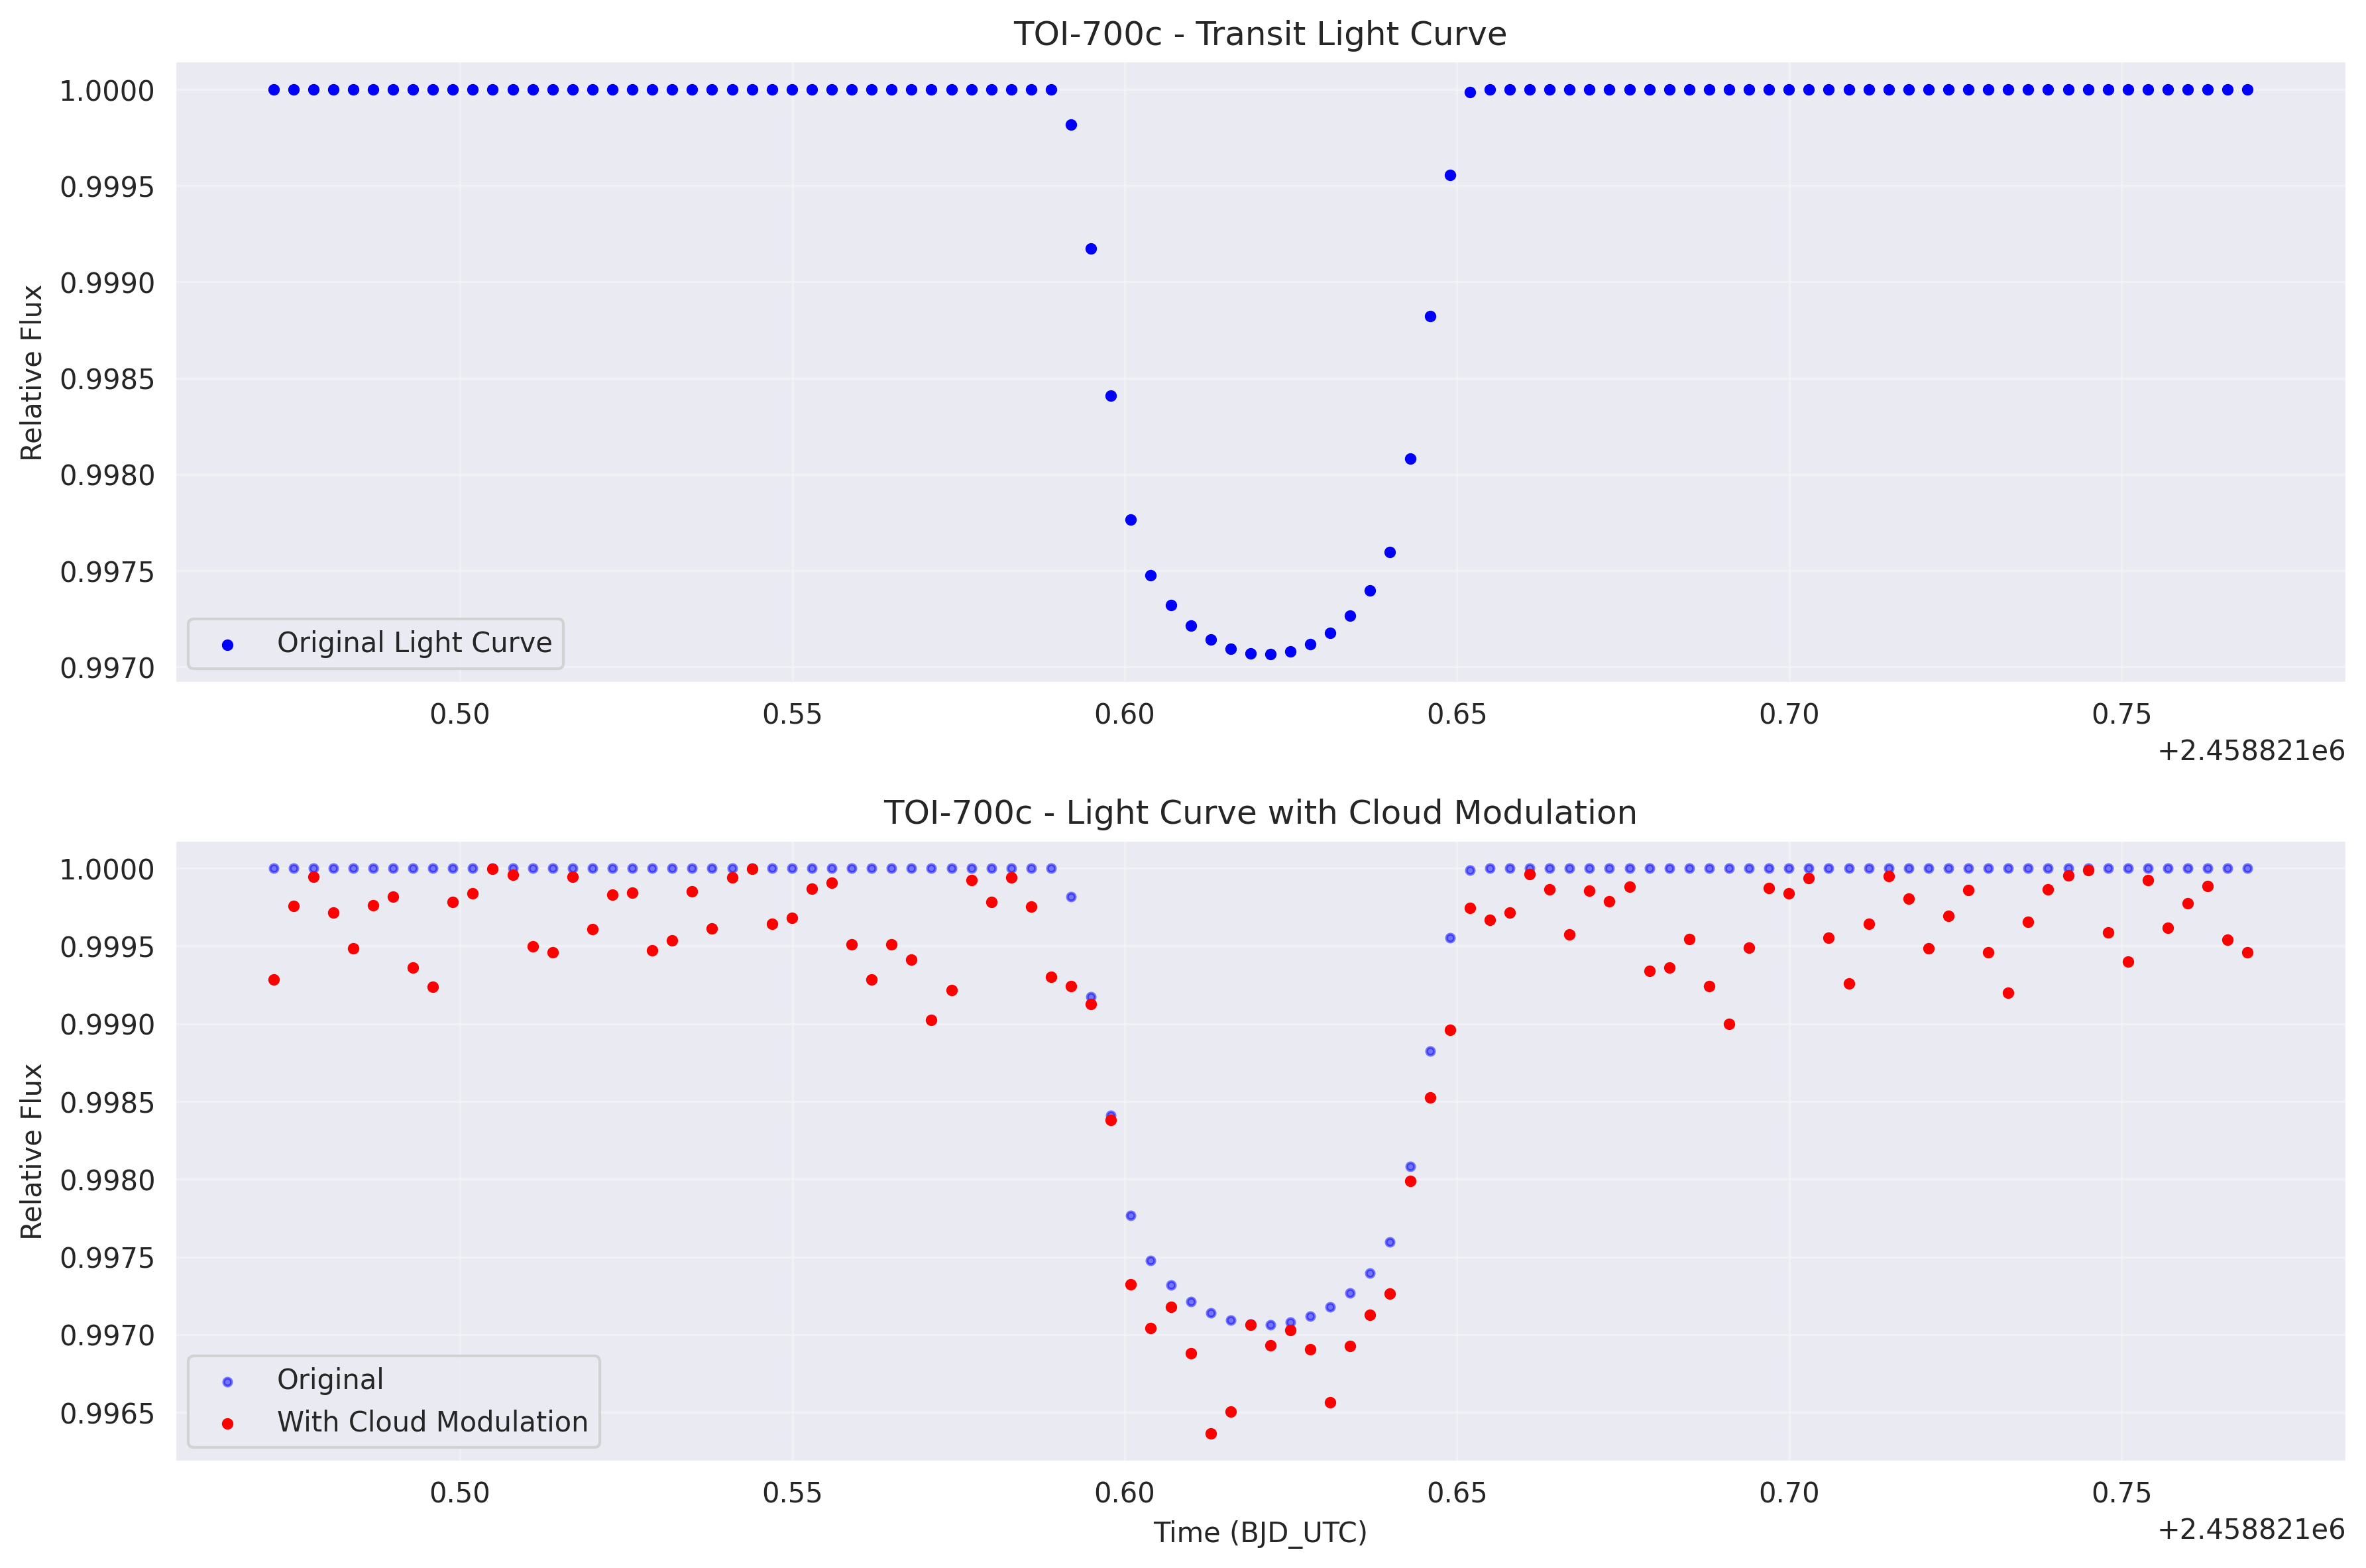 TOI-700c - Transit Light Curve
Relative Flux
1.0000
0.9995
0.9990
0.9985
0.9980
0.9975
0.9970
Original Light Curve
0.50 0.55 0.60 0.65 0.70 0.75
+2.458821e6
TOI-700c - Light Curve with Cloud Modulation
Relative Flux
1.0000
0.9995
0.9990
0.9985
0.9980
0.9975
0.9970
0.9965
Original
With Cloud Modulation
0.50 0.55 0.60 0.65 0.70 0.75
Time (BJD_UTC)
+2.458821e6